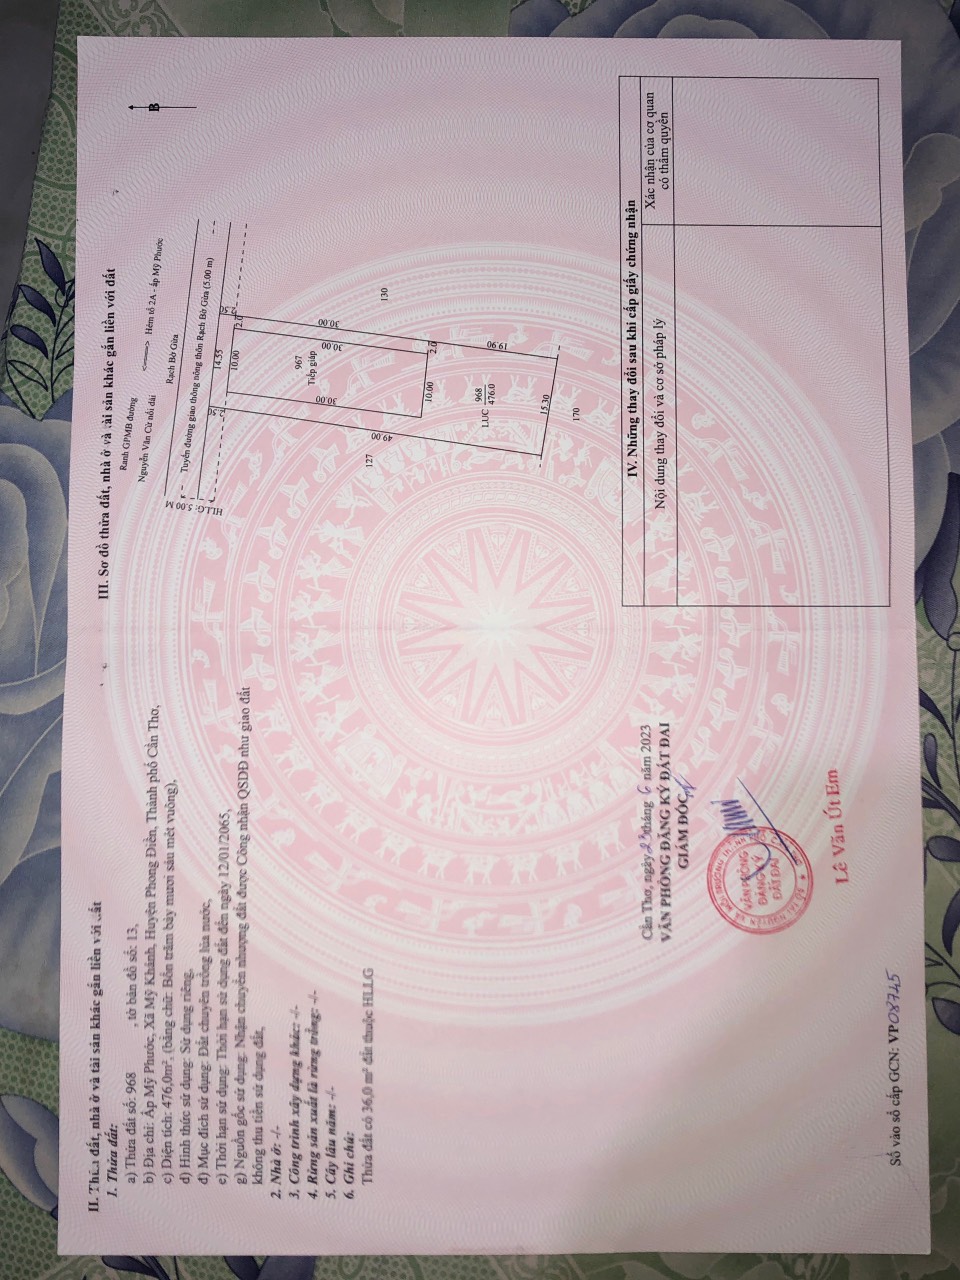 II. Thửa đất, nhà ở và tài sản khác gắn liền với đất
1. Thửa đất:
a) Thửa đất số: 968 , tờ bản đồ số: 13,
b) Địa chỉ: Ấp Mỹ Phước, Xã Mỹ Khánh, Huyện Phong Điền, Thành phố Cần Thơ,
c) Diện tích: 476,0m², (bằng chữ: Bốn trăm bảy mươi sáu mét vuông),
d) Hình thức sử dụng: Sử dụng riêng,
đ) Mục đích sử dụng: Đất chuyên trồng lúa nước,
e) Thời hạn sử dụng: Thời hạn sử dụng đất đến ngày 12/01/2065,
g) Nguồn gốc sử dụng: Nhận chuyển nhượng đất được Công nhận QSDĐ như giao đất
không thu tiền sử dụng đất,
2. Nhà ở: -/-
3. Công trình xây dựng khác: -/-
4. Rừng sản xuất là rừng trồng: -/-
5. Cây lâu năm: -/-
6. Ghi chú:
Thửa đất có 36,0 m² đất thuộc HLLG
Cần Thơ, ngày 23 tháng 6 năm 2023
VĂN PHÒNG ĐĂNG KÝ ĐẤT ĐAI
GIÁM ĐỐC
VĂN PHÒNG
ĐĂNG KÝ
ĐẤT ĐAI
Lê Văn Út Em
Số vào sổ cấp GCN: VP08745
III. Sơ đồ thửa đất, nhà ở và tài sản khác gắn liền với đất
B
Ranh GPMB đường
Nguyễn Văn Cừ nối dài <----> Hẻm tổ 2A - ấp Mỹ Phước
Rạch Bờ Gừa
Tuyến đường giao thông nông thôn Rạch Bờ Gừa (5.00 m)
HLLG: 5.00 M
14.55
10.00
2.0
967
Tiếp giáp
30.00
30.00
30.00
49.00
10.00
2.0
19.90
127
130
LUC 968
476.0
15.30
170
IV. Những thay đổi sau khi cấp giấy chứng nhận
Nội dung thay đổi và cơ sở pháp lý
Xác nhận của cơ quan
có thẩm quyền